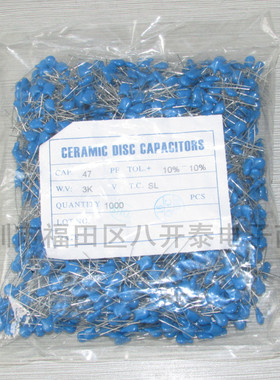 CERAMIC DISC CAPACITORS
CAP. 47 PF TOL.+ 10% 10%
W.V: 3K V T.C. SL
QUANTITY 1000 PCS
LOT NO
福田区八开泰电子